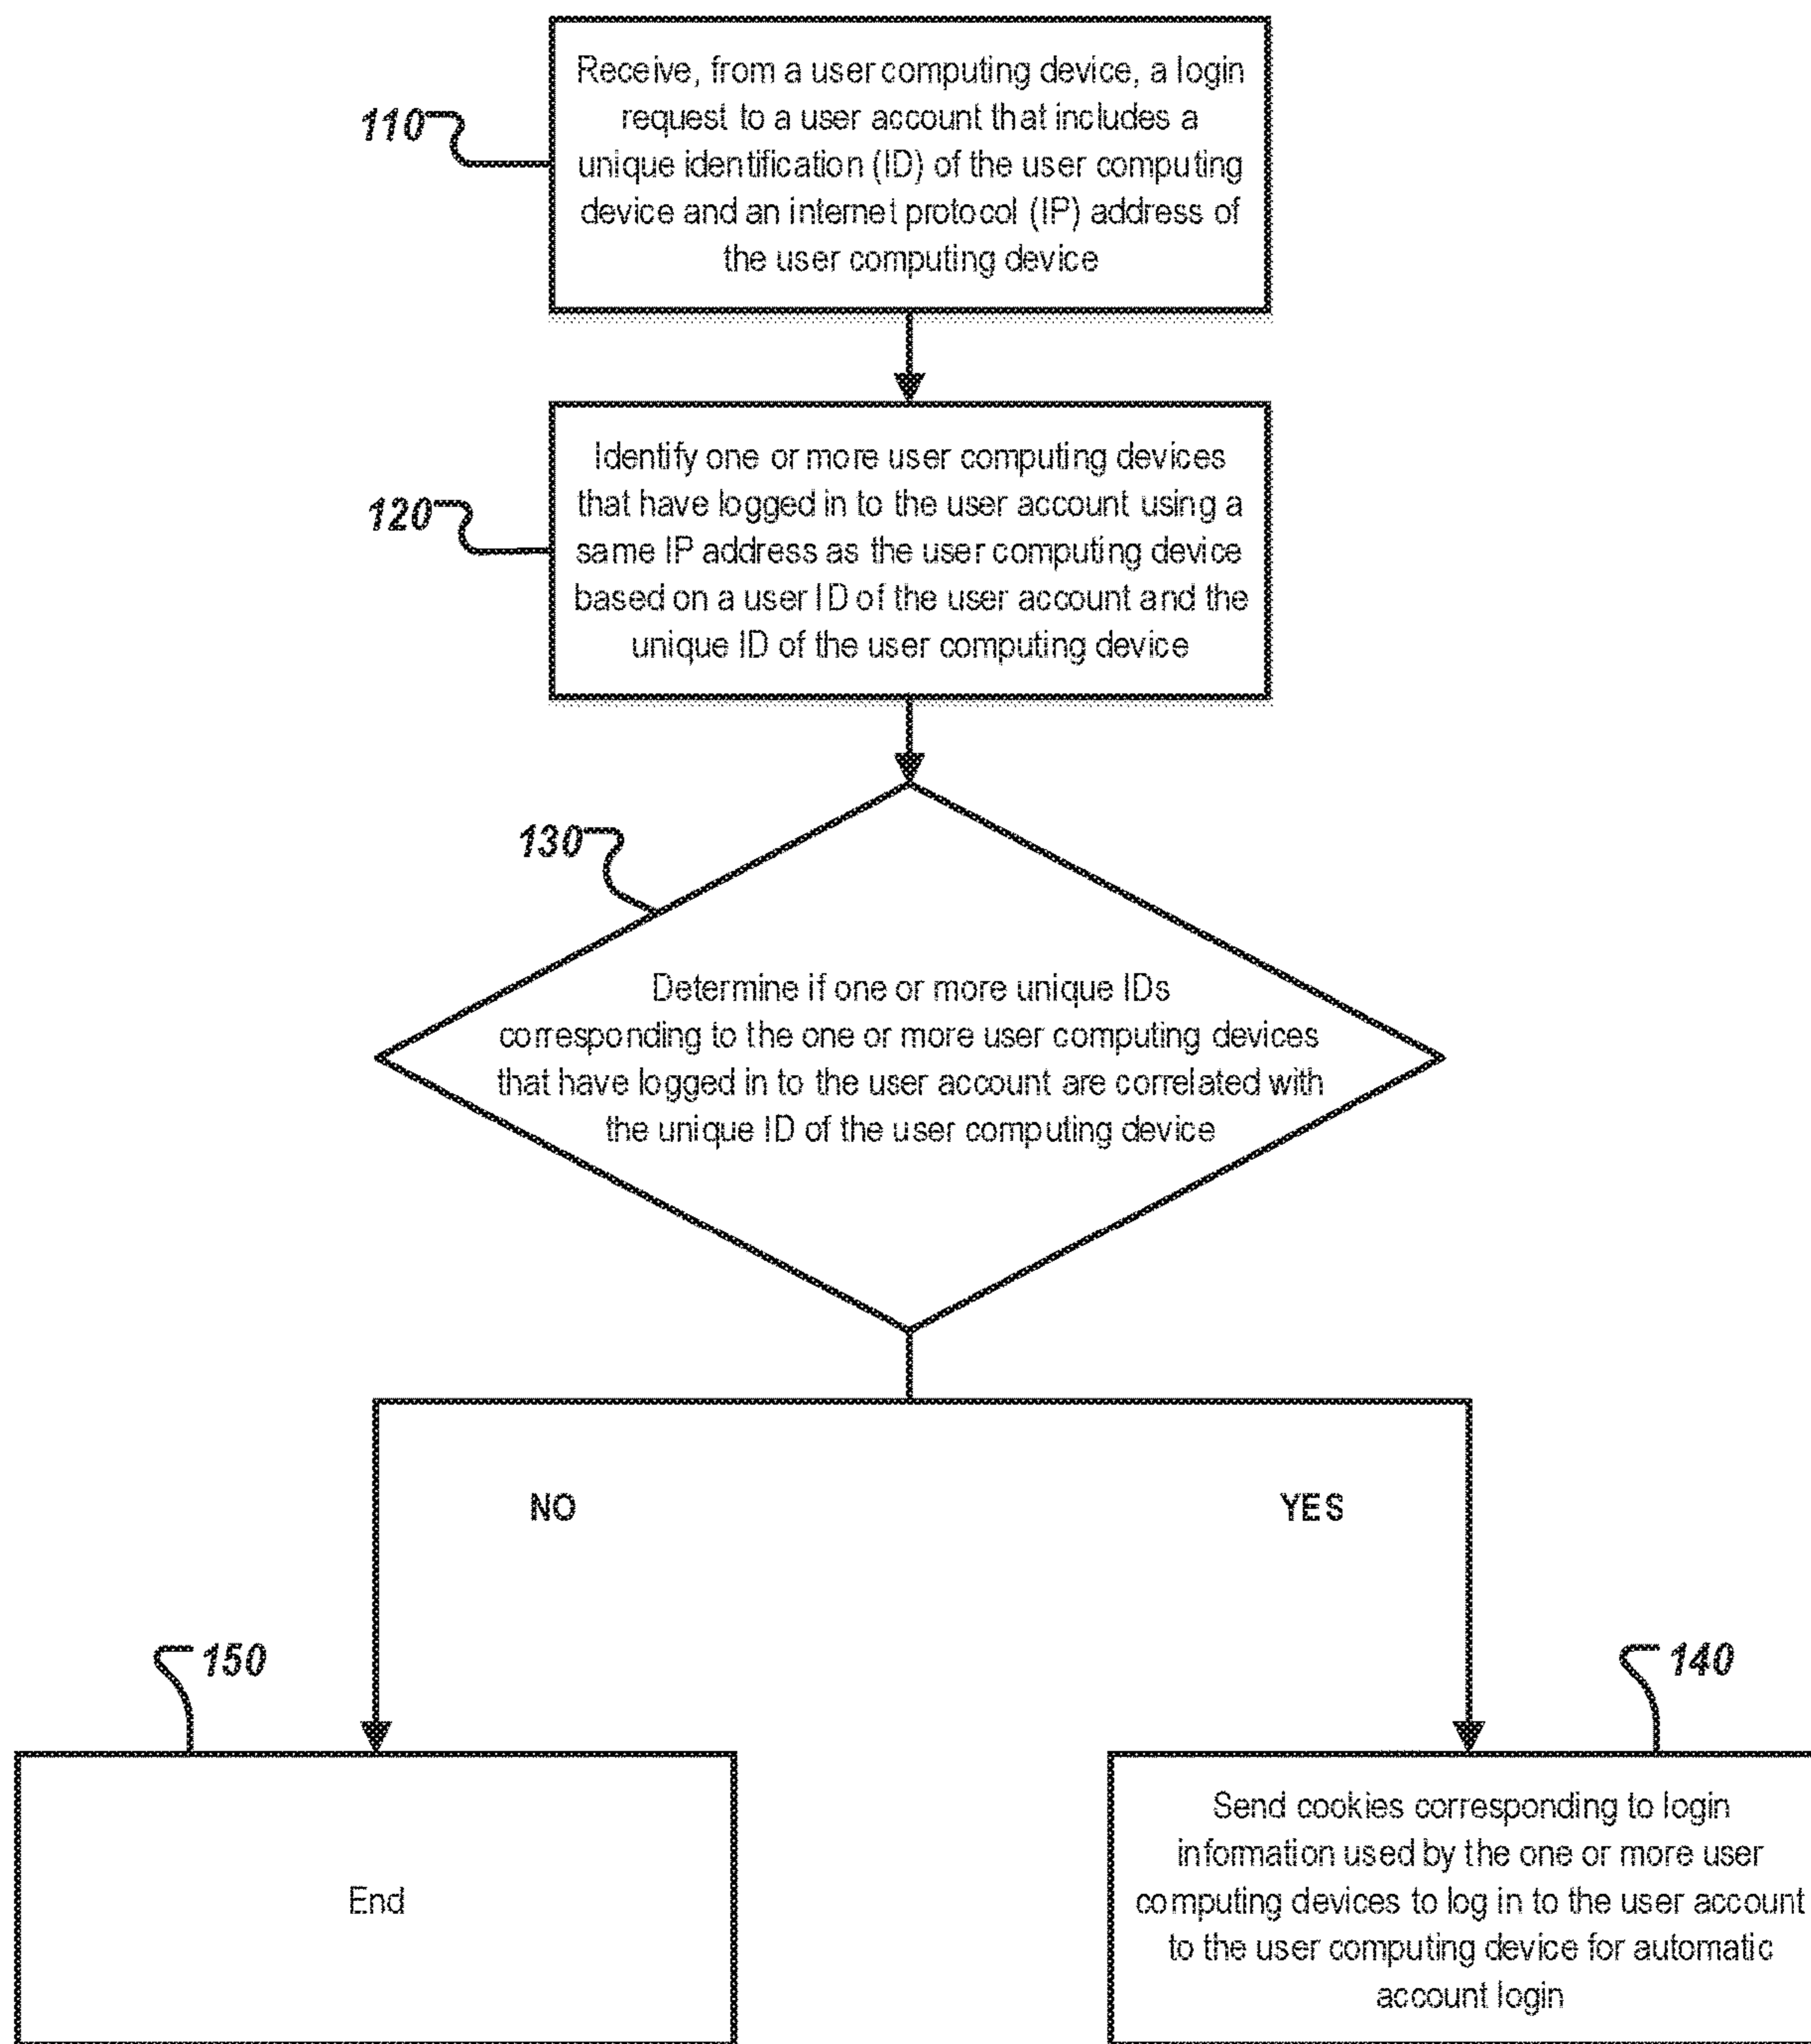 110
Receive, from a user computing device, a login
request to a user account that includes a
unique identification (ID) of the user computing
device and an internet protocol (IP) address of
the user computing device
120
Identify one or more user computing devices
that have logged in to the user account using a
same IP address as the user computing device
based on a user ID of the user account and the
unique ID of the user computing device
130
Determine if one or more unique IDs
corresponding to the one or more user computing devices
that have logged in to the user account are correlated with
the unique ID of the user computing device
NO
YES
150
End
140
Send cookies corresponding to login
information used by the one or more user
computing devices to log in to the user account
to the user computing device for automatic
account login